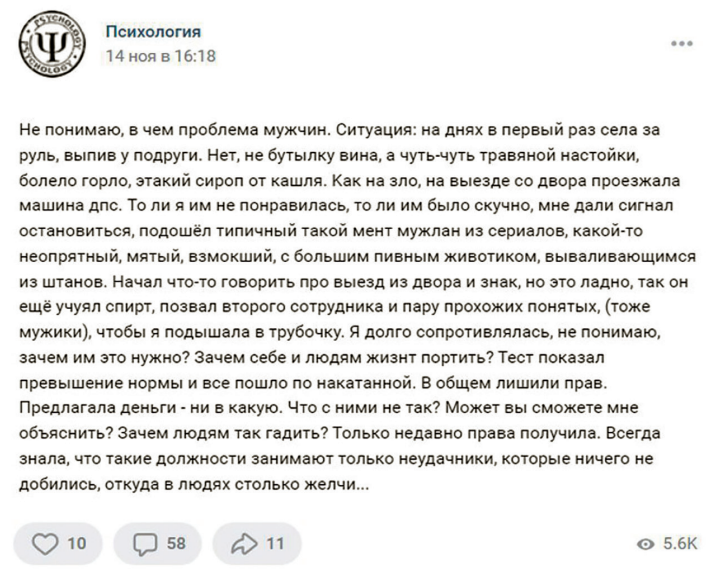 PSYCHOLOGY
Ψ
PSYCHOLOGY
Психология
14 ноя в 16:18
Не понимаю, в чем проблема мужчин. Ситуация: на днях в первый раз села за
руль, выпив у подруги. Нет, не бутылку вина, а чуть-чуть травяной настойки,
болело горло, этакий сироп от кашля. Как на зло, на выезде со двора проезжала
машина дпс. То ли я им не понравилась, то ли им было скучно, мне дали сигнал
остановиться, подошёл типичный такой мент мужлан из сериалов, какой-то
неопрятный, мятый, взмокший, с большим пивным животиком, вываливающимся
из штанов. Начал что-то говорить про выезд из двора и знак, но это ладно, так он
ещё учуял спирт, позвал второго сотрудника и пару прохожих понятых, (тоже
мужики), чтобы я подышала в трубочку. Я долго сопротивлялась, не понимаю,
зачем им это нужно? Зачем себе и людям жизнт портить? Тест показал
превышение нормы и все пошло по накатанной. В общем лишили прав.
Предлагала деньги - ни в какую. Что с ними не так? Может вы сможете мне
объяснить? Зачем людям так гадить? Только недавно права получила. Всегда
знала, что такие должности занимают только неудачники, которые ничего не
добились, откуда в людях столько желчи...
10 58 11 5.6K